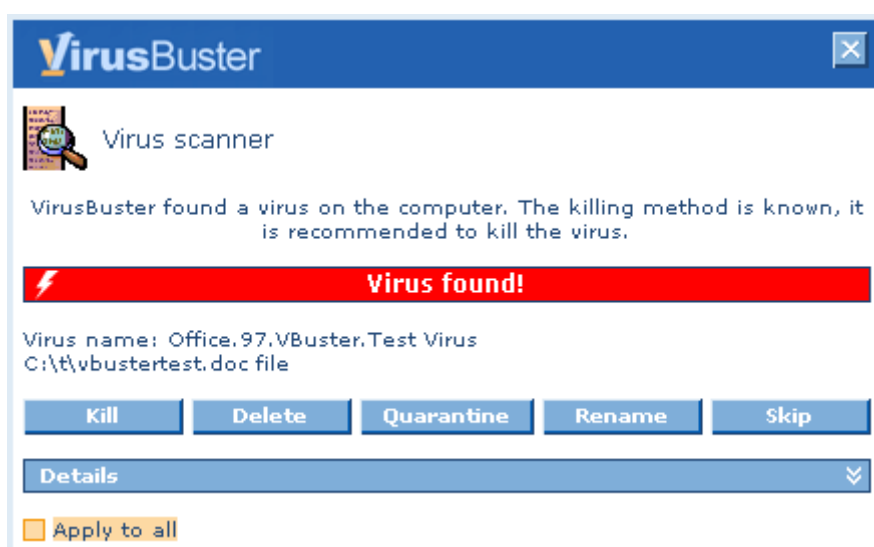 VirusBuster
Virus scanner
VirusBuster found a virus on the computer. The killing method is known, it
is recommended to kill the virus.
Virus found!
Virus name: Office.97.VBuster.Test Virus
C:\t\vbustertest.doc file
Kill Delete Quarantine Rename Skip
Details
Apply to all